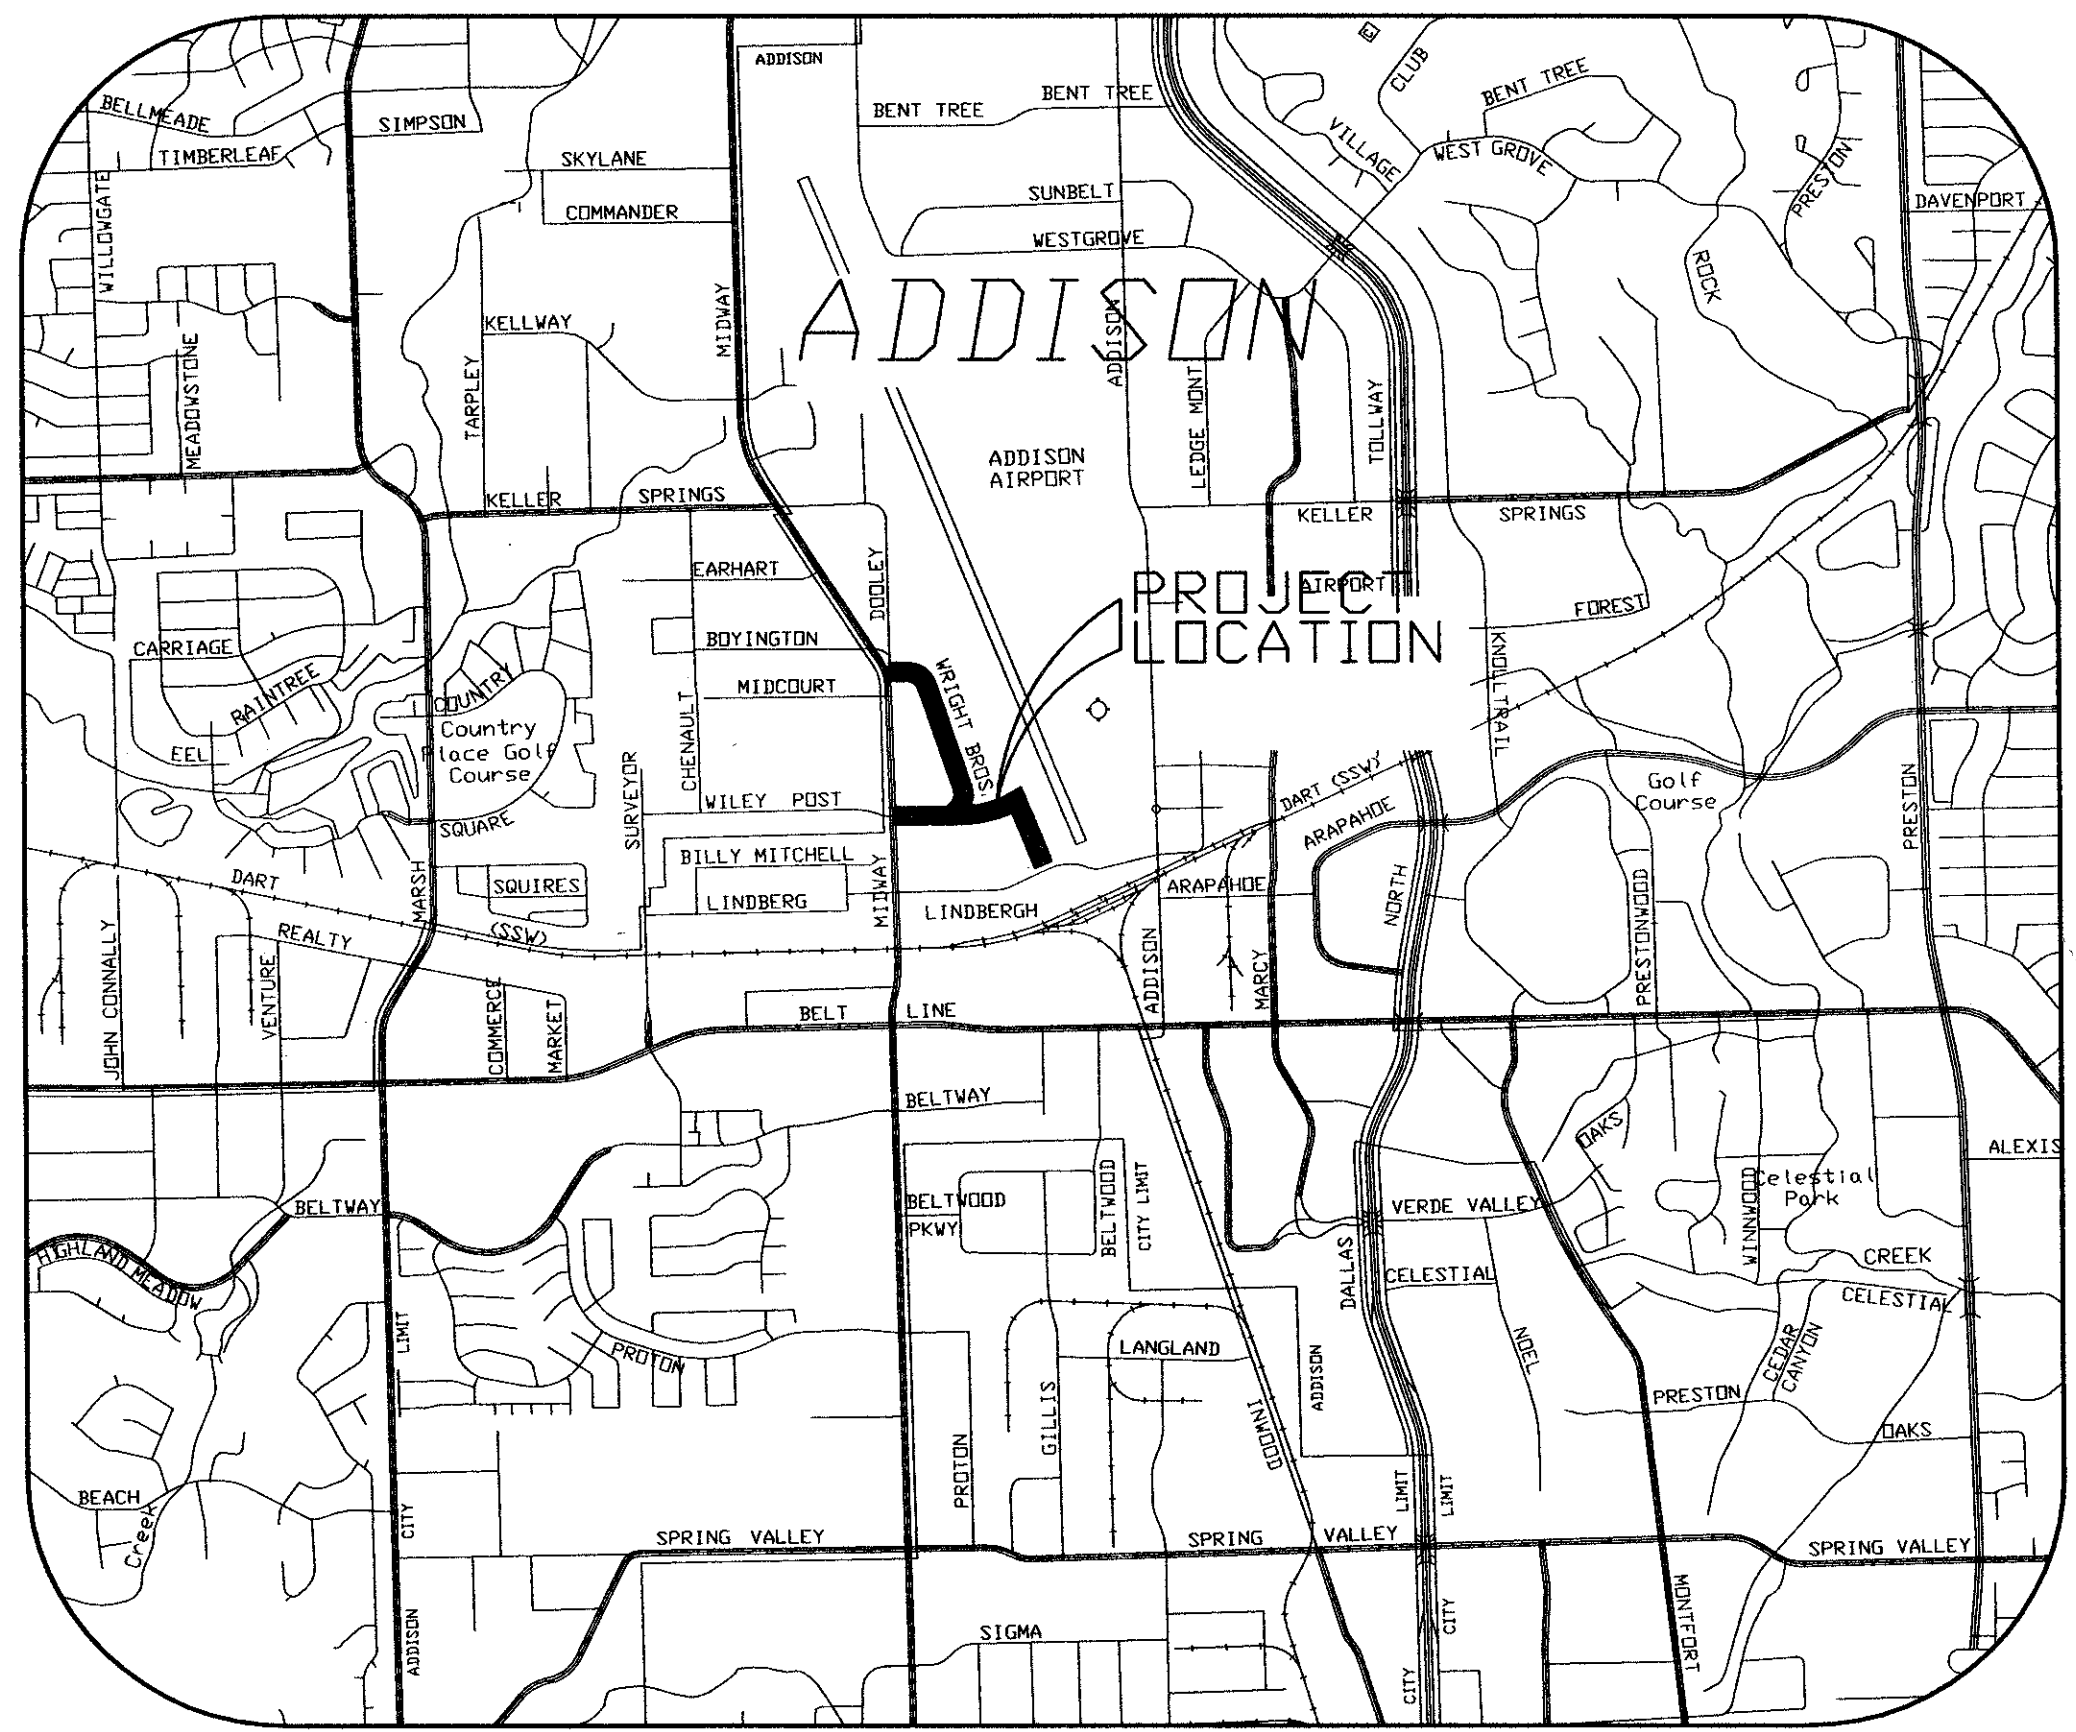 ADDISON
BELLMEADE
SIMPSON
TIMBERLEAF
SKYLANE
COMMANDER
BENT TREE
BENT TREE
CLUB
BENT TREE
VILLAGE
WEST GROVE
PRESTON
DAVENPORT
WILLOWGATE
SUNBELT
WESTGROVE
ROCK
ADDISON
MIDWAY
KELLWAY
MEADOWSTONE
TARPLEY
ADDISON
LEDGE MONT
TOLLWAY
ADDISON
AIRPORT
KELLER
SPRINGS
KELLER
SPRINGS
EARHART
DOOLEY
AIRPORT
PROJECT
LOCATION
FOREST
CARRIAGE
BOYINGTON
KNOLLTRAIL
RAINTREE
COUNTRY
MIDCOURT
WRIGHT BROS.
EEL
Country
Place Golf
Course
CHENAULT
SURVEYOR
WILEY POST
SQUARE
DART (SSW)
ARAPAHOE
Golf
Course
PRESTON
BILLY MITCHELL
MARSH
DART
SQUIRES
LINDBERG
MIDWAY
LINDBERGH
ARAPAHOE
NORTH
PRESTONWOOD
REALTY
(SSW)
JOHN CONNALLY
VENTURE
COMMERCE
MARKET
ADDISON
MARCY
BELT
LINE
BELTWAY
OAKS
ALEXIS
BELTWAY
BELTWOOD
PKWY
BELTWOOD
CITY LIMIT
VERDE VALLEY
WINNWOOD
Celestial
Park
HIGHLAND MEADOW
DALLAS
CELESTIAL
CREEK
CELESTIAL
LIMIT
PROTON
LANGLAND
ADDISON
NOEL
CEDAR
CANYON
PRESTON
OAKS
GILLIS
INWOOD
PROTON
BEACH
Creek
CITY
LIMIT
LIMIT
SPRING VALLEY
SPRING
VALLEY
SPRING VALLEY
ADDISON
SIGMA
CITY
CITY
MONTFORT